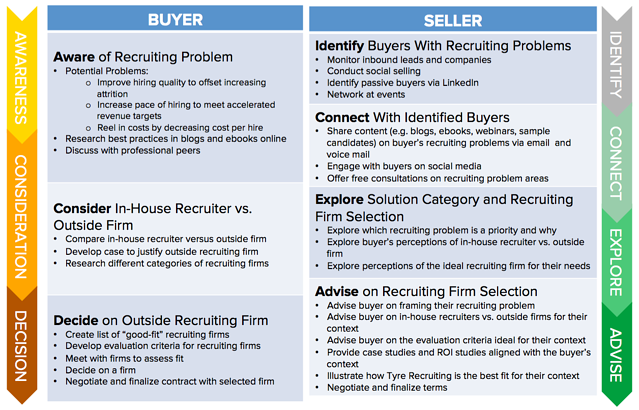 AWARENESS
CONSIDERATION
DECISION
BUYER
Aware of Recruiting Problem
• Potential Problems:
o Improve hiring quality to offset increasing
attrition
o Increase pace of hiring to meet accelerated
revenue targets
o Reel in costs by decreasing cost per hire
• Research best practices in blogs and ebooks online
• Discuss with professional peers
Consider In-House Recruiter vs.
Outside Firm
• Compare in-house recruiter versus outside firm
• Develop case to justify outside recruiting firm
• Research different categories of recruiting firms
Decide on Outside Recruiting Firm
• Create list of “good-fit” recruiting firms
• Develop evaluation criteria for recruiting firms
• Meet with firms to assess fit
• Decide on a firm
• Negotiate and finalize contract with selected firm
SELLER
Identify Buyers With Recruiting Problems
• Monitor inbound leads and companies
• Conduct social selling
• Identify passive buyers via LinkedIn
• Network at events
Connect With Identified Buyers
• Share content (e.g. blogs, ebooks, webinars, sample
candidates) on buyer's recruiting problems via email and
voice mail
• Engage with buyers on social media
• Offer free consultations on recruiting problem areas
Explore Solution Category and Recruiting
Firm Selection
• Explore which recruiting problem is a priority and why
• Explore buyer's perceptions of in-house recruiter vs. outside
firm
• Explore perceptions of the ideal recruiting firm for their needs
Advise on Recruiting Firm Selection
• Advise buyer on framing their recruiting problem
• Advise buyer on in-house recruiters vs. outside firms for their
context
• Advise buyer on the evaluation criteria ideal for their context
• Provide case studies and ROI studies aligned with the buyer's
context
• Illustrate how Tyre Recruiting is the best fit for their context
• Negotiate and finalize terms
IDENTIFY
CONNECT
EXPLORE
ADVISE